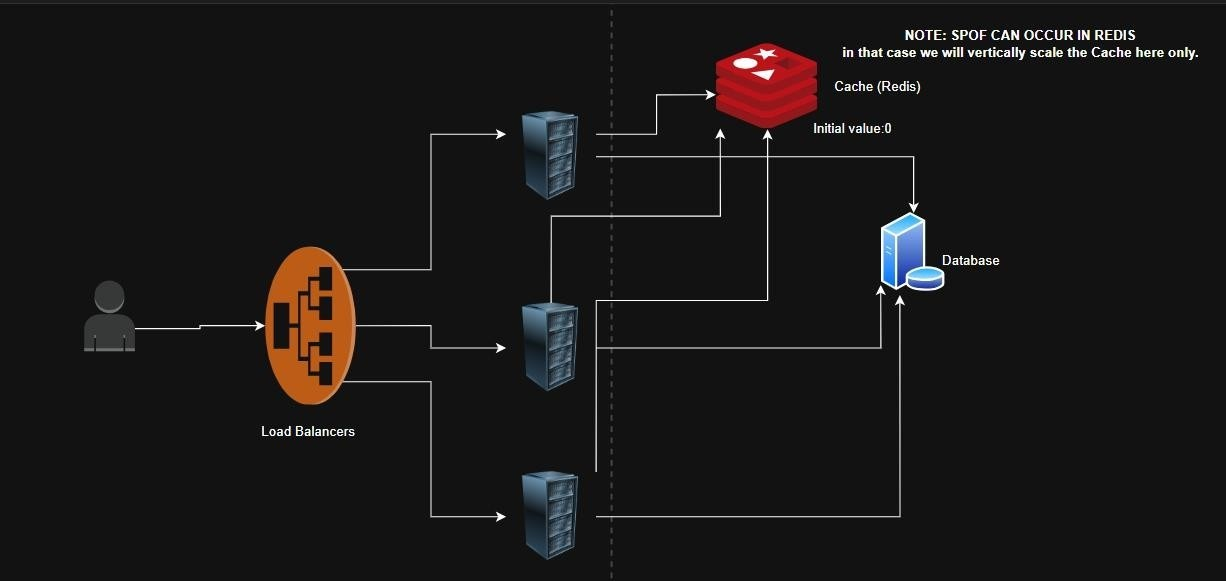 NOTE: SPOF CAN OCCUR IN REDIS
in that case we will vertically scale the Cache here only.
Cache (Redis)
Initial value:0
Database
Load Balancers